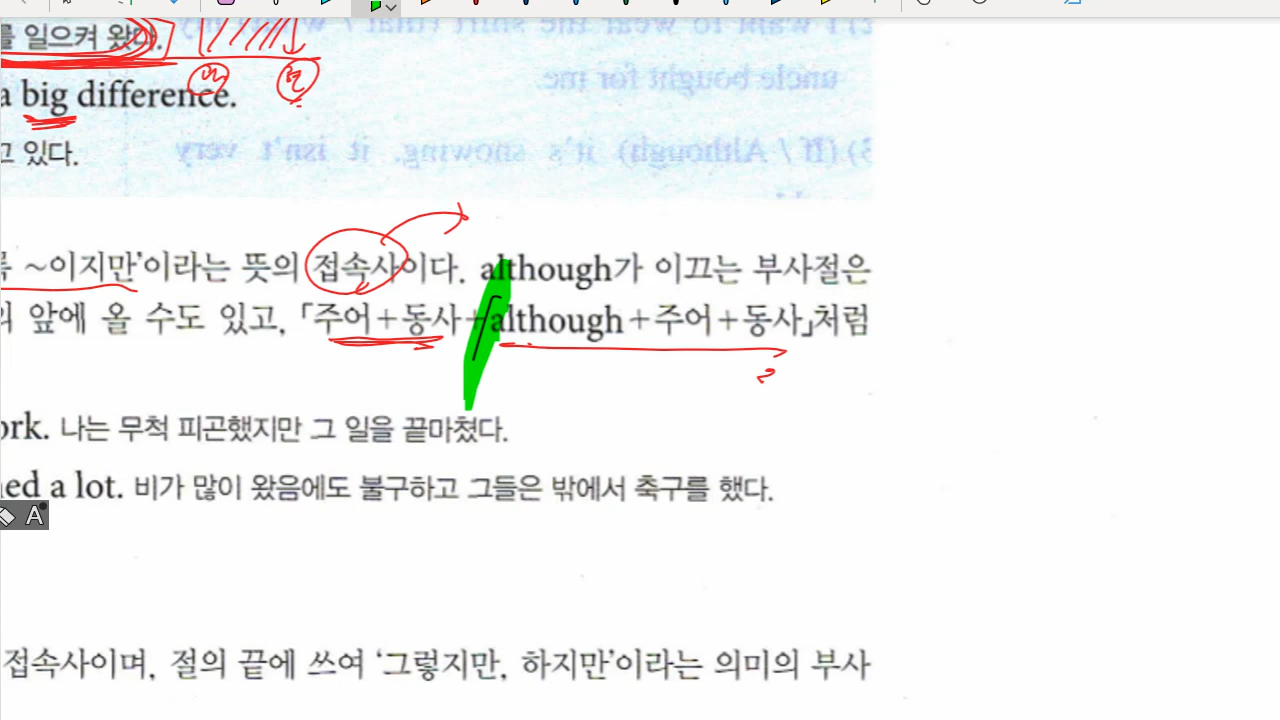 를 일으켜 왔다.
2) I want to wear the shirt (that / what) my
a big difference.
uncle bought for me.
고 있다.
3) (If / Although) it's snowing, it isn't very
록 ~이지만'이라는 뜻의 접속사이다. although가 이끄는 부사절은
의 앞에 올 수도 있고, 「주어+동사+although+주어+동사」처럼
ork. 나는 무척 피곤했지만 그 일을 끝마쳤다.
ned a lot. 비가 많이 왔음에도 불구하고 그들은 밖에서 축구를 했다.
A
접속사이며, 절의 끝에 쓰여 '그렇지만, 하지만'이라는 의미의 부사